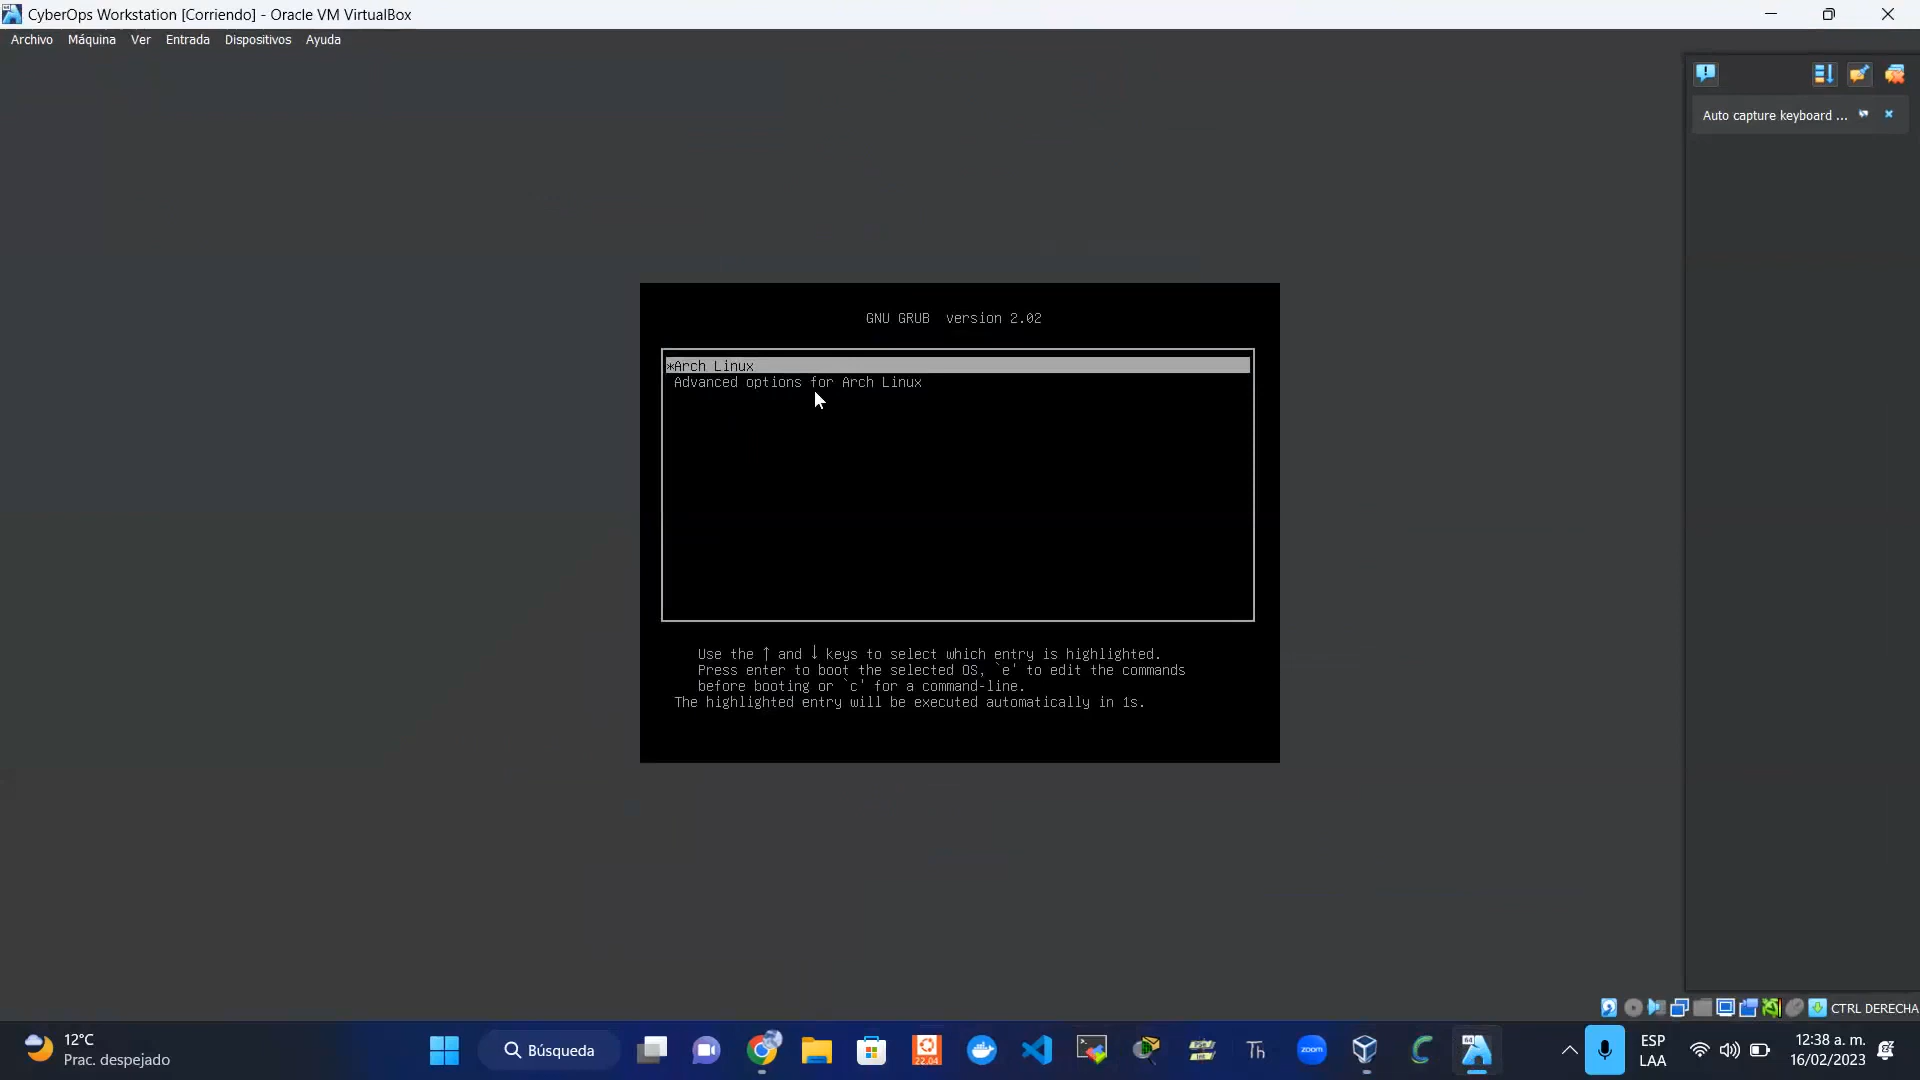 CyberOps Workstation [Corriendo] - Oracle VM VirtualBox
Archivo Máquina Ver Entrada Dispositivos Ayuda
Auto capture keyboard ...
GNU GRUB version 2.02
*Arch Linux
Advanced options for Arch Linux
Use the ↑ and ↓ keys to select which entry is highlighted.
Press enter to boot the selected OS, `e' to edit the commands
before booting or `c' for a command-line.
The highlighted entry will be executed automatically in 1s.
CTRL DERECHA
12°C
Prac. despejado
Búsqueda
22.04
Th
zoom
64
ESP
LAA
12:38 a. m.
16/02/2023